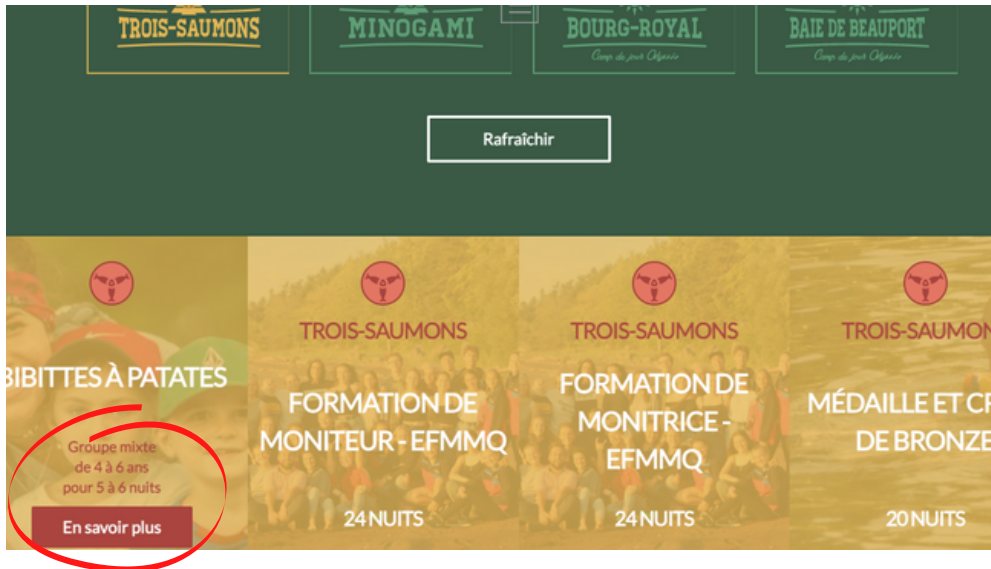 TROIS-SAUMONS
MINOGAMI
BOURG-ROYAL
Camp de jour Odyssée
BAIE DE BEAUPORT
Camp de jour Odyssée
Rafraîchir
BIBITTES À PATATES
Groupe mixte
de 4 à 6 ans
pour 5 à 6 nuits
En savoir plus
TROIS-SAUMONS
FORMATION DE
MONITEUR - EFMMQ
24 NUITS
TROIS-SAUMONS
FORMATION DE
MONITRICE -
EFMMQ
24 NUITS
TROIS-SAUMON
MÉDAILLE ET CR
DE BRONZE
20 NUITS